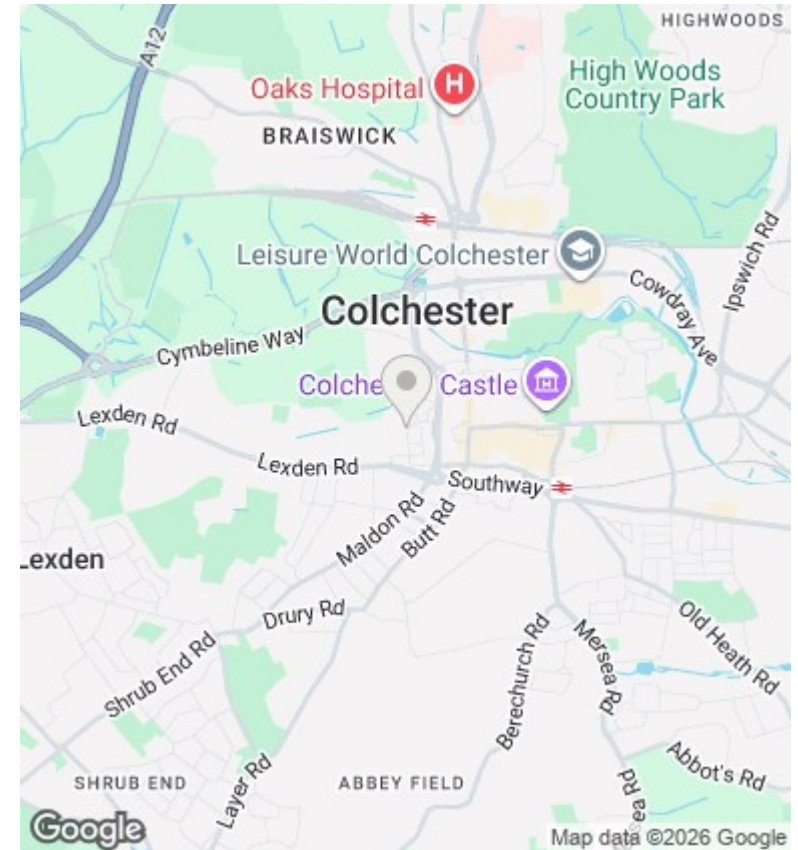 HIGHWOODS
A12
Oaks Hospital
H
High Woods
Country Park
BRAISWICK
Ipswich Rd
Leisure World Colchester
Cowdray Ave
Colchester
Cymbeline Way
Colche Castle
Lexden Rd
Lexden Rd
Southway
Maldon Rd
Butt Rd
Lexden
Drury Rd
Old Heath Rd
Shrub End Rd
Berechurch Rd
Mersea Rd
Layer Rd
Abbot's Rd
SHRUB END
ABBEY FIELD
ea Rd
Google
Map data ©2026 Google